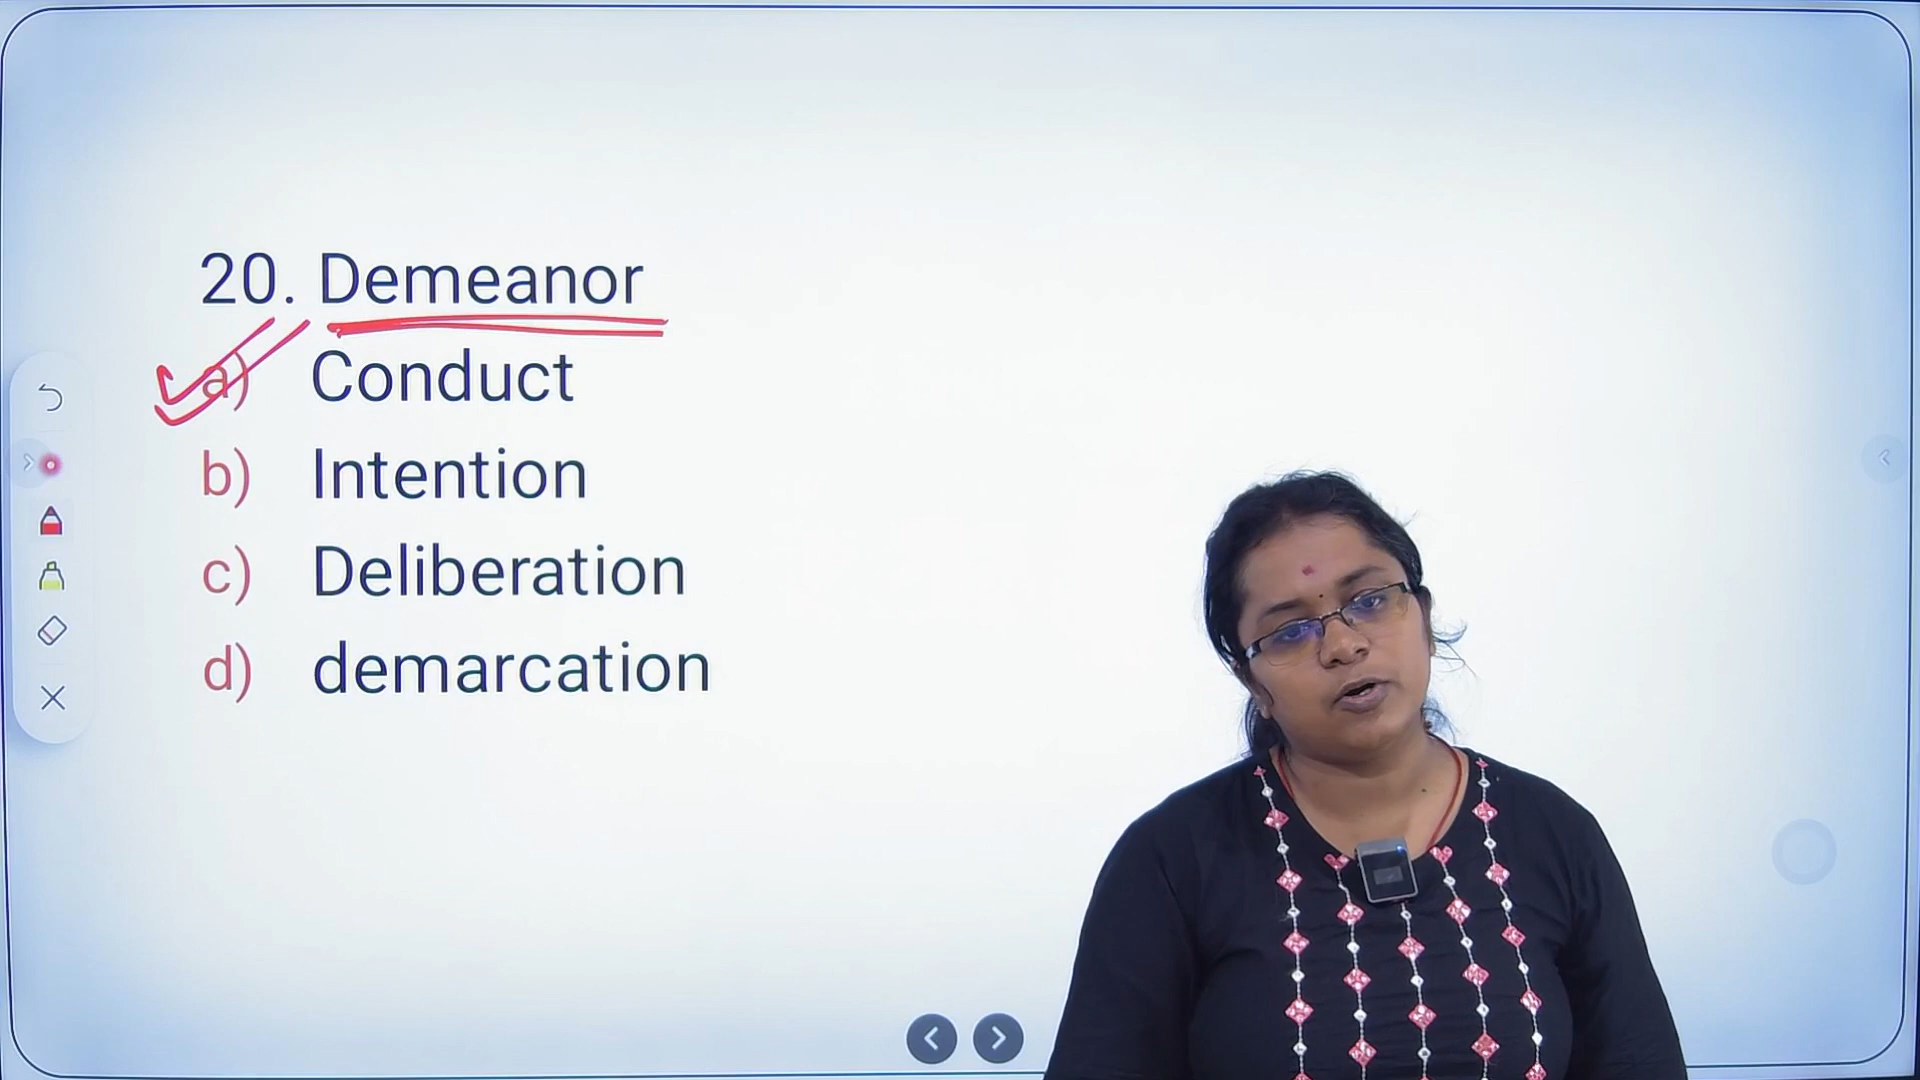 20. Demeanor
a) Conduct
b) Intention
c) Deliberation
d) demarcation